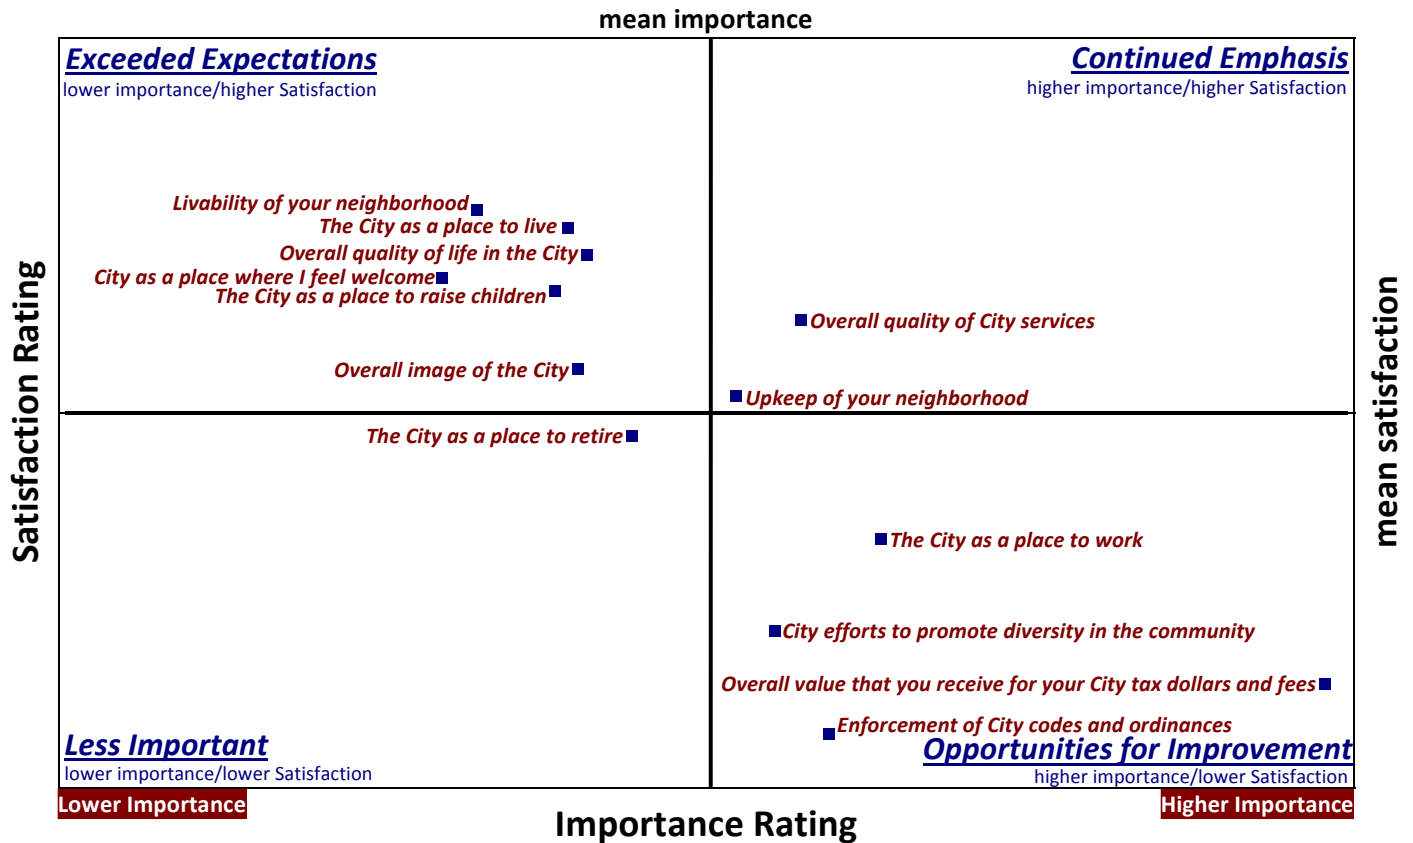 mean importance
Exceeded Expectations
lower importance/higher Satisfaction
Continued Emphasis
higher importance/higher Satisfaction
Livability of your neighborhood
The City as a place to live
Overall quality of life in the City
City as a place where I feel welcome
The City as a place to raise children
Overall quality of City services
Overall image of the City
Upkeep of your neighborhood
Satisfaction Rating
mean satisfaction
The City as a place to retire
The City as a place to work
City efforts to promote diversity in the community
Overall value that you receive for your City tax dollars and fees
Enforcement of City codes and ordinances
Less Important
lower importance/lower Satisfaction
Opportunities for Improvement
higher importance/lower Satisfaction
Lower Importance
Higher Importance
Importance Rating